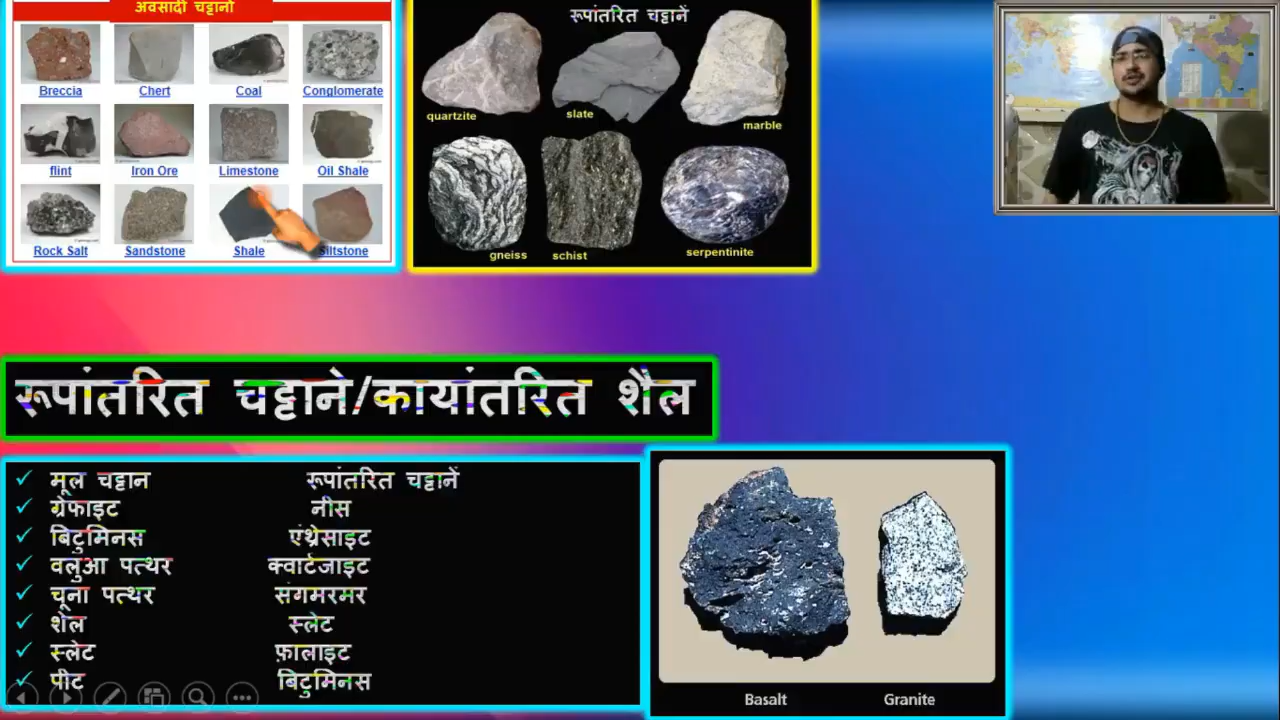 अवसादी चट्टानों
Breccia Chert Coal Conglomerate
flint Iron Ore Limestone Oil Shale
Rock Salt Sandstone Shale Siltstone
रूपांतरित चट्टानें
quartzite slate marble
gneiss schist serpentinite
रूपांतरित चट्टाने/कायांतरित शैल
मूल चट्टान रूपांतरित चट्टानें
ग्रेफाइट नीस
बिटुमिनस एंथ्रेसाइट
वलुआ पत्थर क्वार्टजाइट
चूना पत्थर संगमरमर
शेल स्लेट
स्लेट फ़ालाइट
पीट बिटुमिनस
Basalt Granite